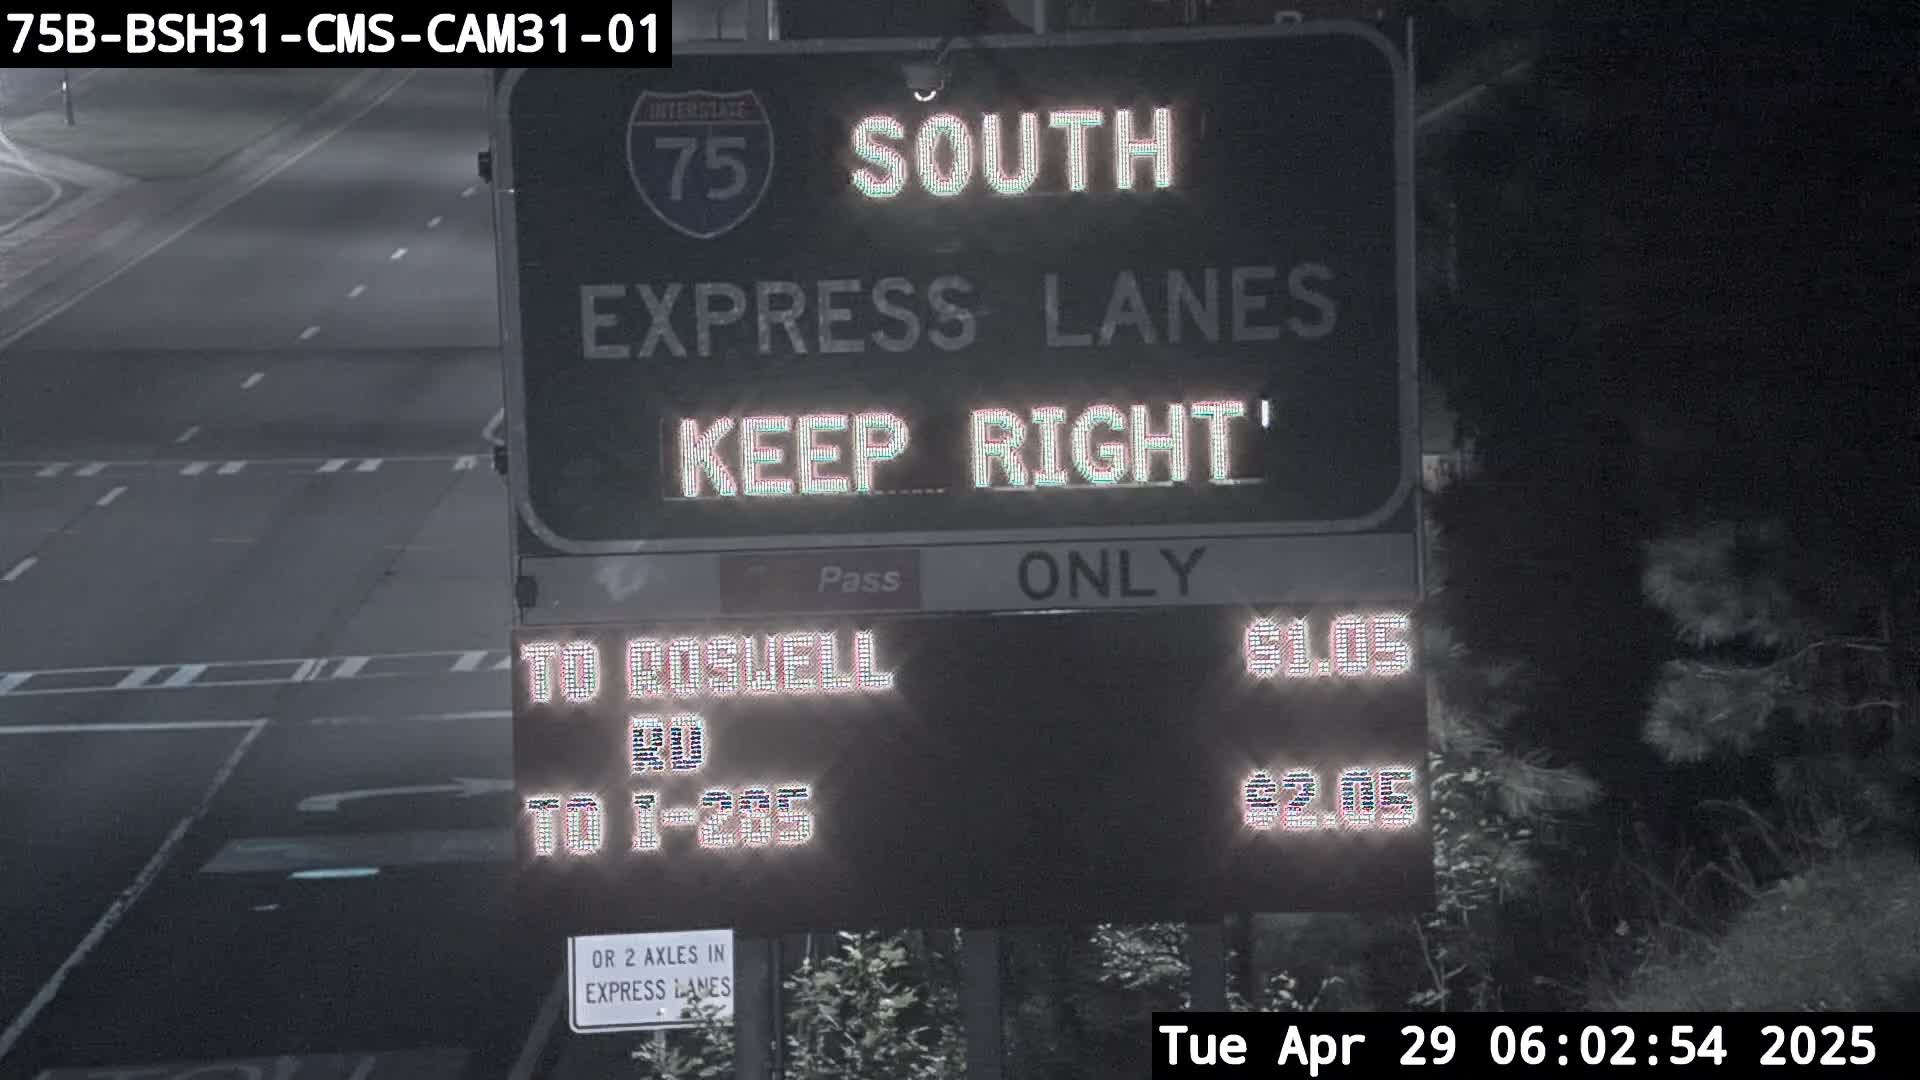 75B-BSH31-CMS-CAM31-01
INTERSTATE
75
SOUTH
EXPRESS LANES
KEEP RIGHT
Pass ONLY
TO ROSWELL $1.05
RD
TO I-285 $2.05
OR 2 AXLES IN
EXPRESS LANES
Tue Apr 29 06:02:54 2025